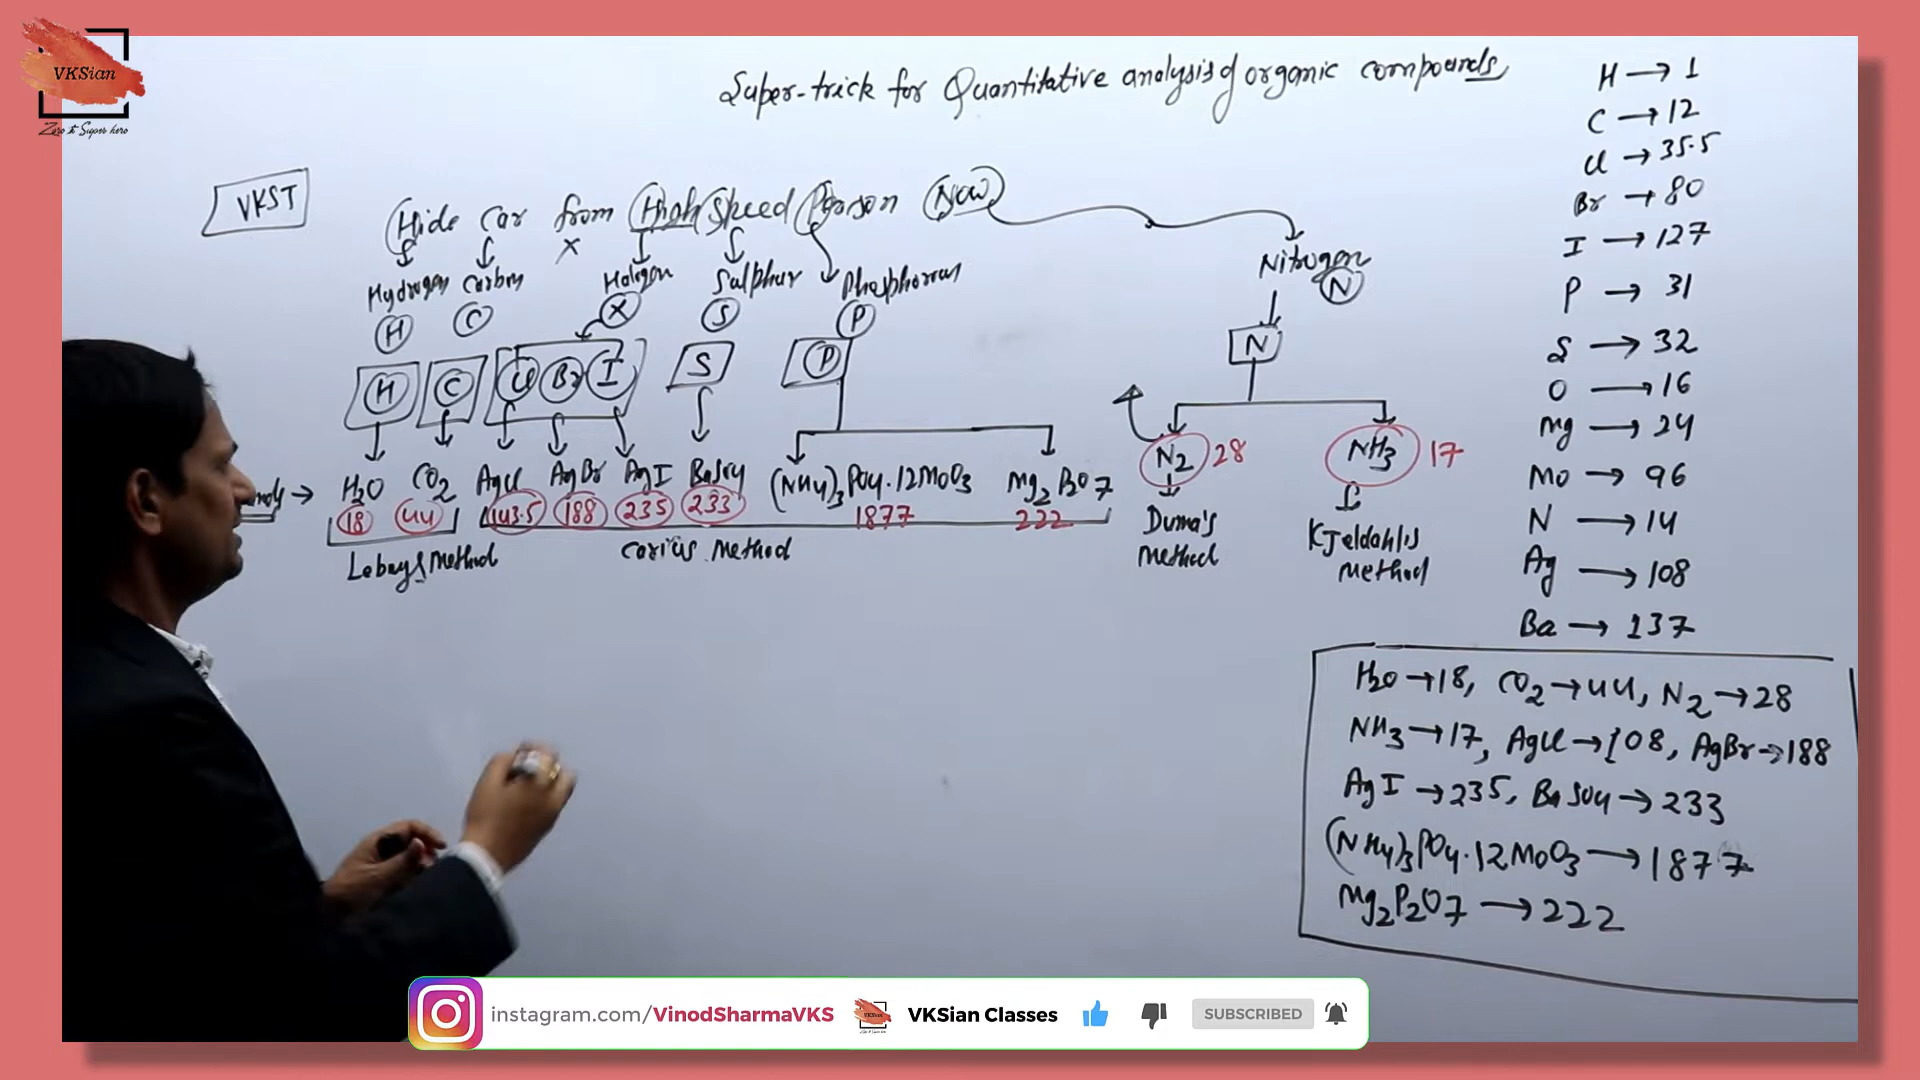 VKSian
Zero to Super hero
Super-trick for Quantitative analysis of organic compounds
VKST
Hide Car from High Speed Person Now
x
Hydrogen Carbon Halogen Sulphur Phosphorous Nitrogen
H C X S P N
H C Cl Br I S P N
H2O CO2 AgCl AgBr AgI BaSO4 (NH4)3PO4.12MoO3 Mg2P2O7 N2 28 NH3 17
18 44 143.5 188 235 233 1877 222
Lebay's Method Carius Method Duma's Method KJeldahl's Method
H → 1
C → 12
Cl → 35.5
Br → 80
I → 127
P → 31
S → 32
O → 16
Mg → 24
Mo → 96
N → 14
Ag → 108
Ba → 137
H2O → 18, CO2 → 44, N2 → 28
NH3 → 17, AgCl → 108, AgBr → 188
AgI → 235, BaSO4 → 233
(NH4)3PO4.12MoO3 → 1877
Mg2P2O7 → 222
instagram.com/VinodSharmaVKS VKSian Classes SUBSCRIBED